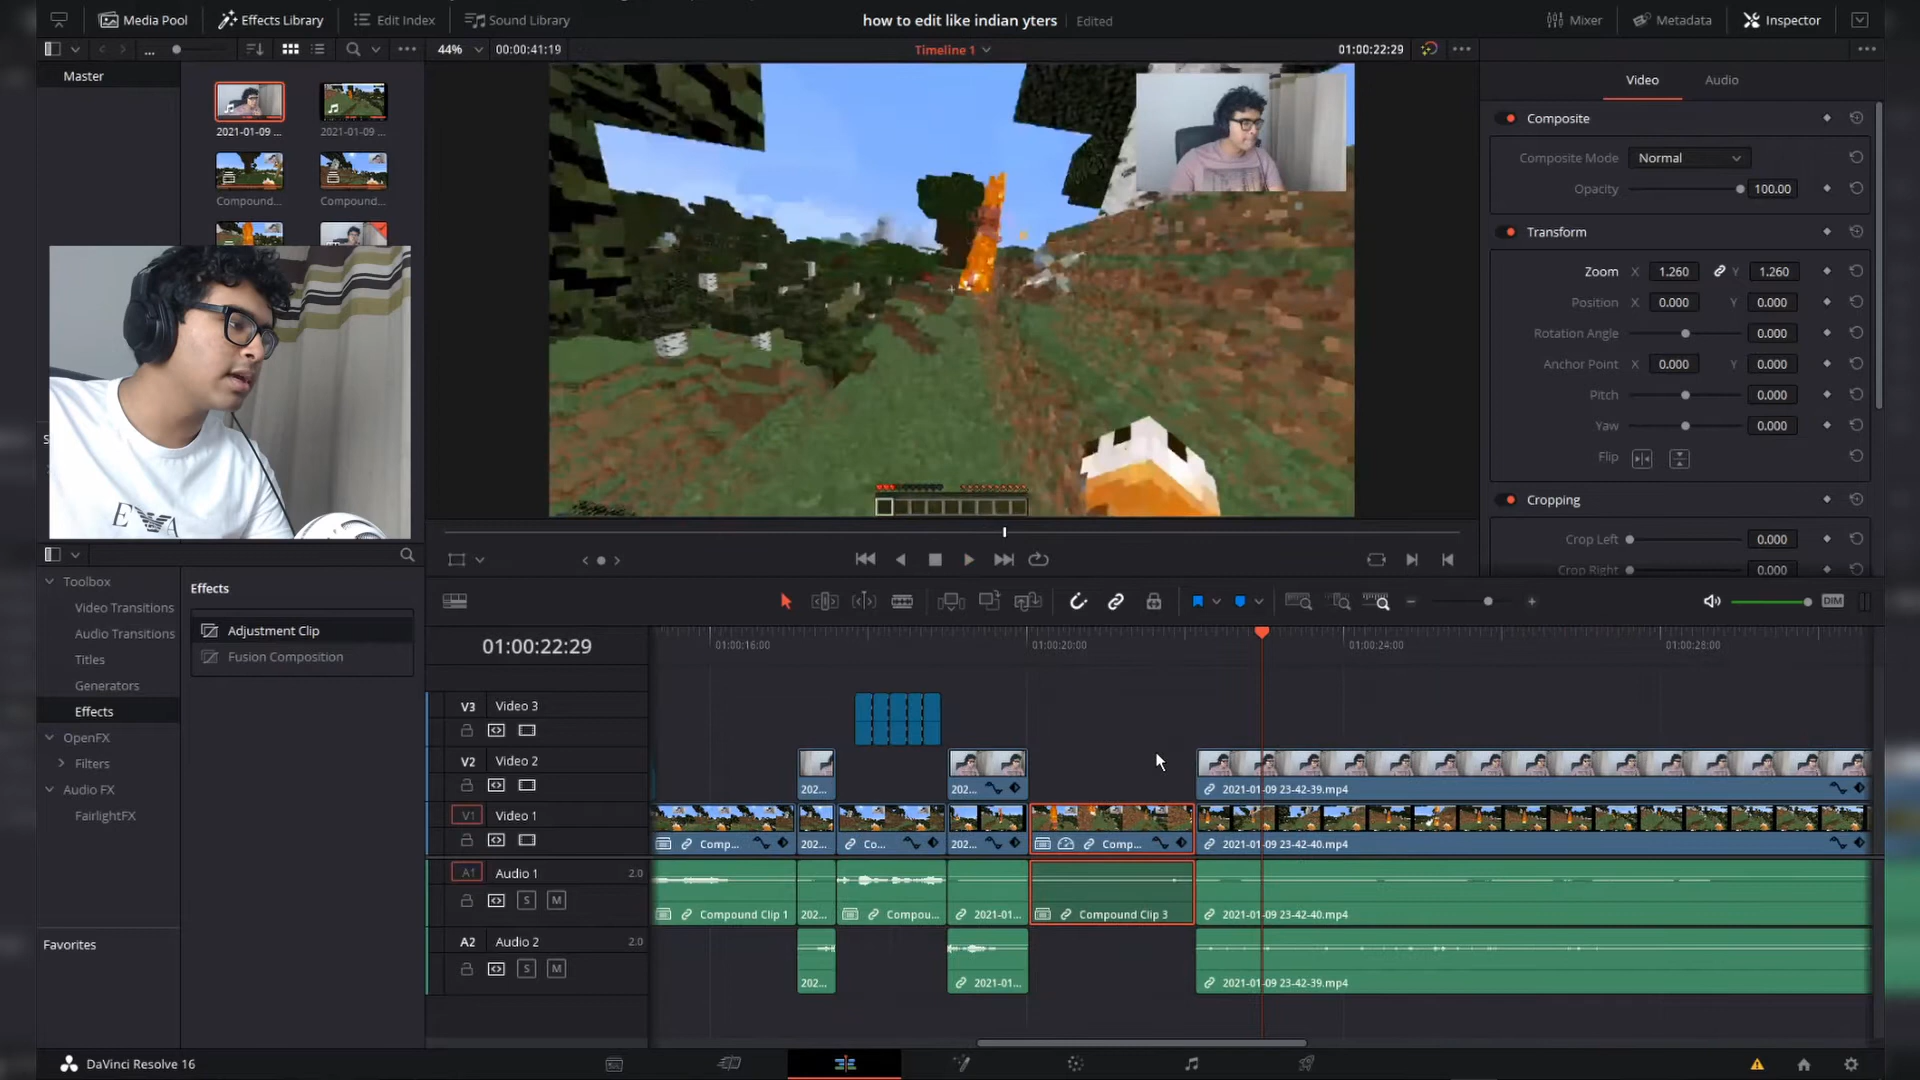 Media Pool
Effects Library
Edit Index
Sound Library
how to edit like indian yters
Edited
Mixer
Metadata
Inspector
...
44%
00:00:41:19
Timeline 1
01:00:22:29
Master
2021-01-09 ...
2021-01-09 ...
Compound...
Compound...
Video
Audio
Composite
Composite Mode
Normal
Opacity
100.00
Transform
Zoom X 1.260 Y 1.260
Position X 0.000 Y 0.000
Rotation Angle 0.000
Anchor Point X 0.000 Y 0.000
Pitch 0.000
Yaw 0.000
Flip
Cropping
Crop Left 0.000
Crop Right 0.000
Toolbox
Video Transitions
Audio Transitions
Titles
Generators
Effects
OpenFX
Filters
Audio FX
FairlightFX
Favorites
Effects
Adjustment Clip
Fusion Composition
DIM
01:00:22:29
01:00:16:00
01:00:20:00
01:00:24:00
01:00:28:00
V3 Video 3
V2 Video 2
202...
202...
2021-01-09 23-42-39.mp4
V1 Video 1
Comp...
202...
Co...
202...
Comp...
2021-01-09 23-42-40.mp4
A1 Audio 1 2.0
S M
Compound Clip 1
202...
Compou...
2021-01...
Compound Clip 3
2021-01-09 23-42-40.mp4
A2 Audio 2 2.0
S M
202...
2021-01...
2021-01-09 23-42-39.mp4
DaVinci Resolve 16